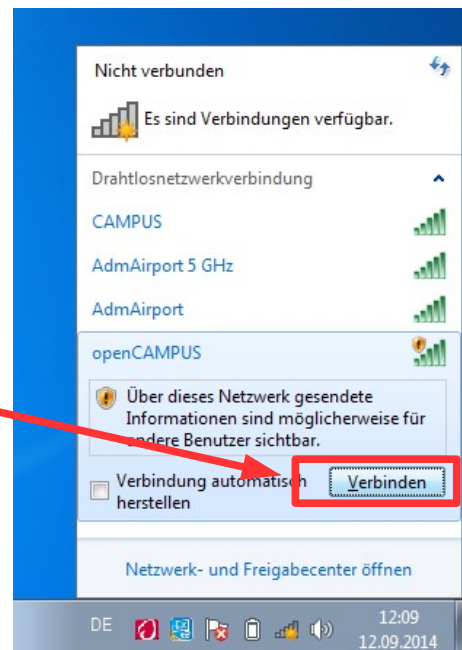 Nicht verbunden
Es sind Verbindungen verfügbar.
Drahtlosnetzwerkverbindung
CAMPUS
AdmAirport 5 GHz
AdmAirport
openCAMPUS
Über dieses Netzwerk gesendete
Informationen sind möglicherweise für
andere Benutzer sichtbar.
Verbindung automatisch
herstellen
Verbinden
Netzwerk- und Freigabecenter öffnen
DE
12:09
12.09.2014